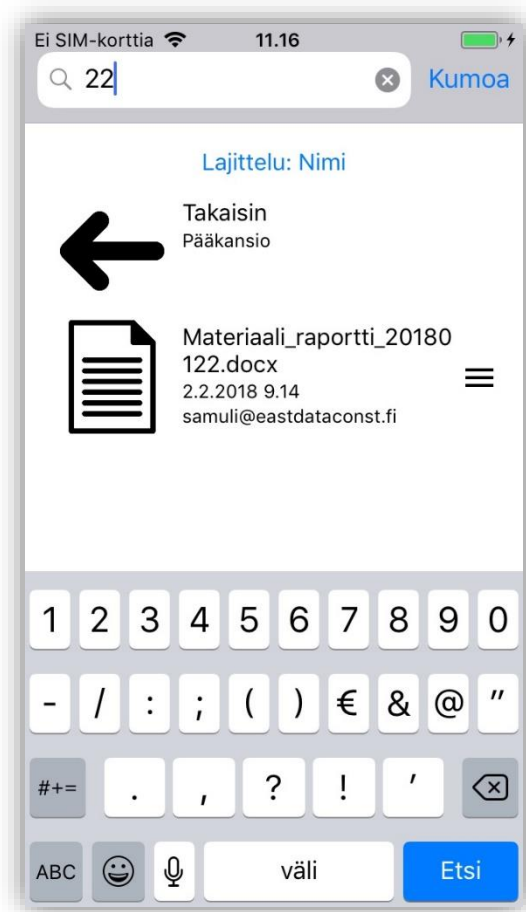 Ei SIM-korttia 11.16
22 Kumoa
Lajittelu: Nimi
Takaisin
Pääkansio
Materiaali_raportti_20180
122.docx
2.2.2018 9.14
samuli@eastdataconst.fi
1 2 3 4 5 6 7 8 9 0
- / : ; ( ) € & @ "
#+= . , ? ! '
ABC väli Etsi